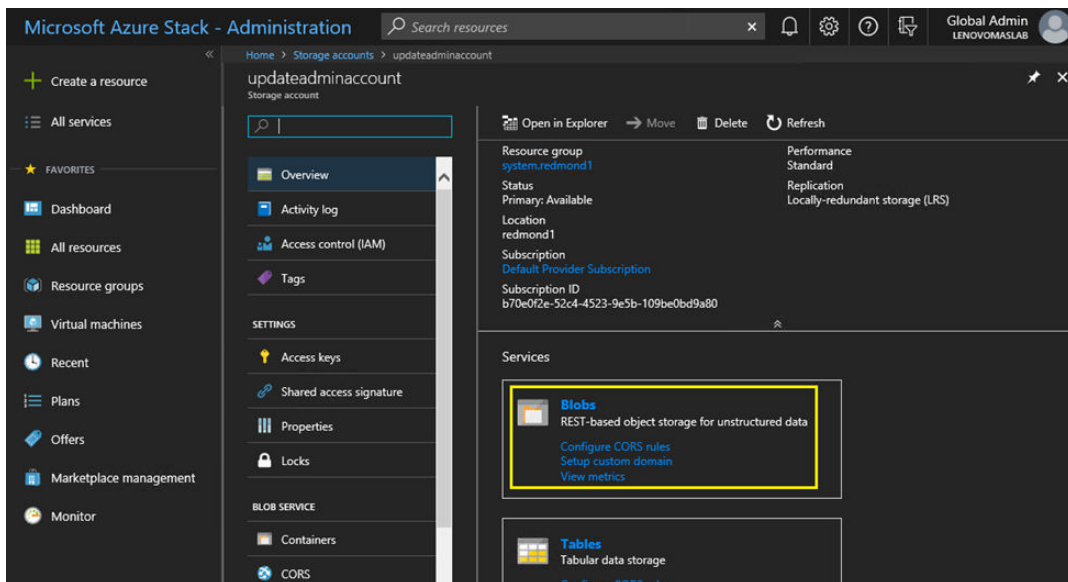 Microsoft Azure Stack - Administration
Search resources
Global Admin
LENOVOMASLAB
Home > Storage accounts > updateadminaccount
updateadminaccount
Storage account
Create a resource
All services
FAVORITES
Dashboard
All resources
Resource groups
Virtual machines
Recent
Plans
Offers
Marketplace management
Monitor
Overview
Activity log
Access control (IAM)
Tags
SETTINGS
Access keys
Shared access signature
Properties
Locks
BLOB SERVICE
Containers
CORS
Open in Explorer
Move
Delete
Refresh
Resource group
system.redmond1
Status
Primary: Available
Location
redmond1
Subscription
Default Provider Subscription
Subscription ID
b70e0f2e-52c4-4523-9e5b-109be0bd9a80
Performance
Standard
Replication
Locally-redundant storage (LRS)
Services
Blobs
REST-based object storage for unstructured data
Configure CORS rules
Setup custom domain
View metrics
Tables
Tabular data storage